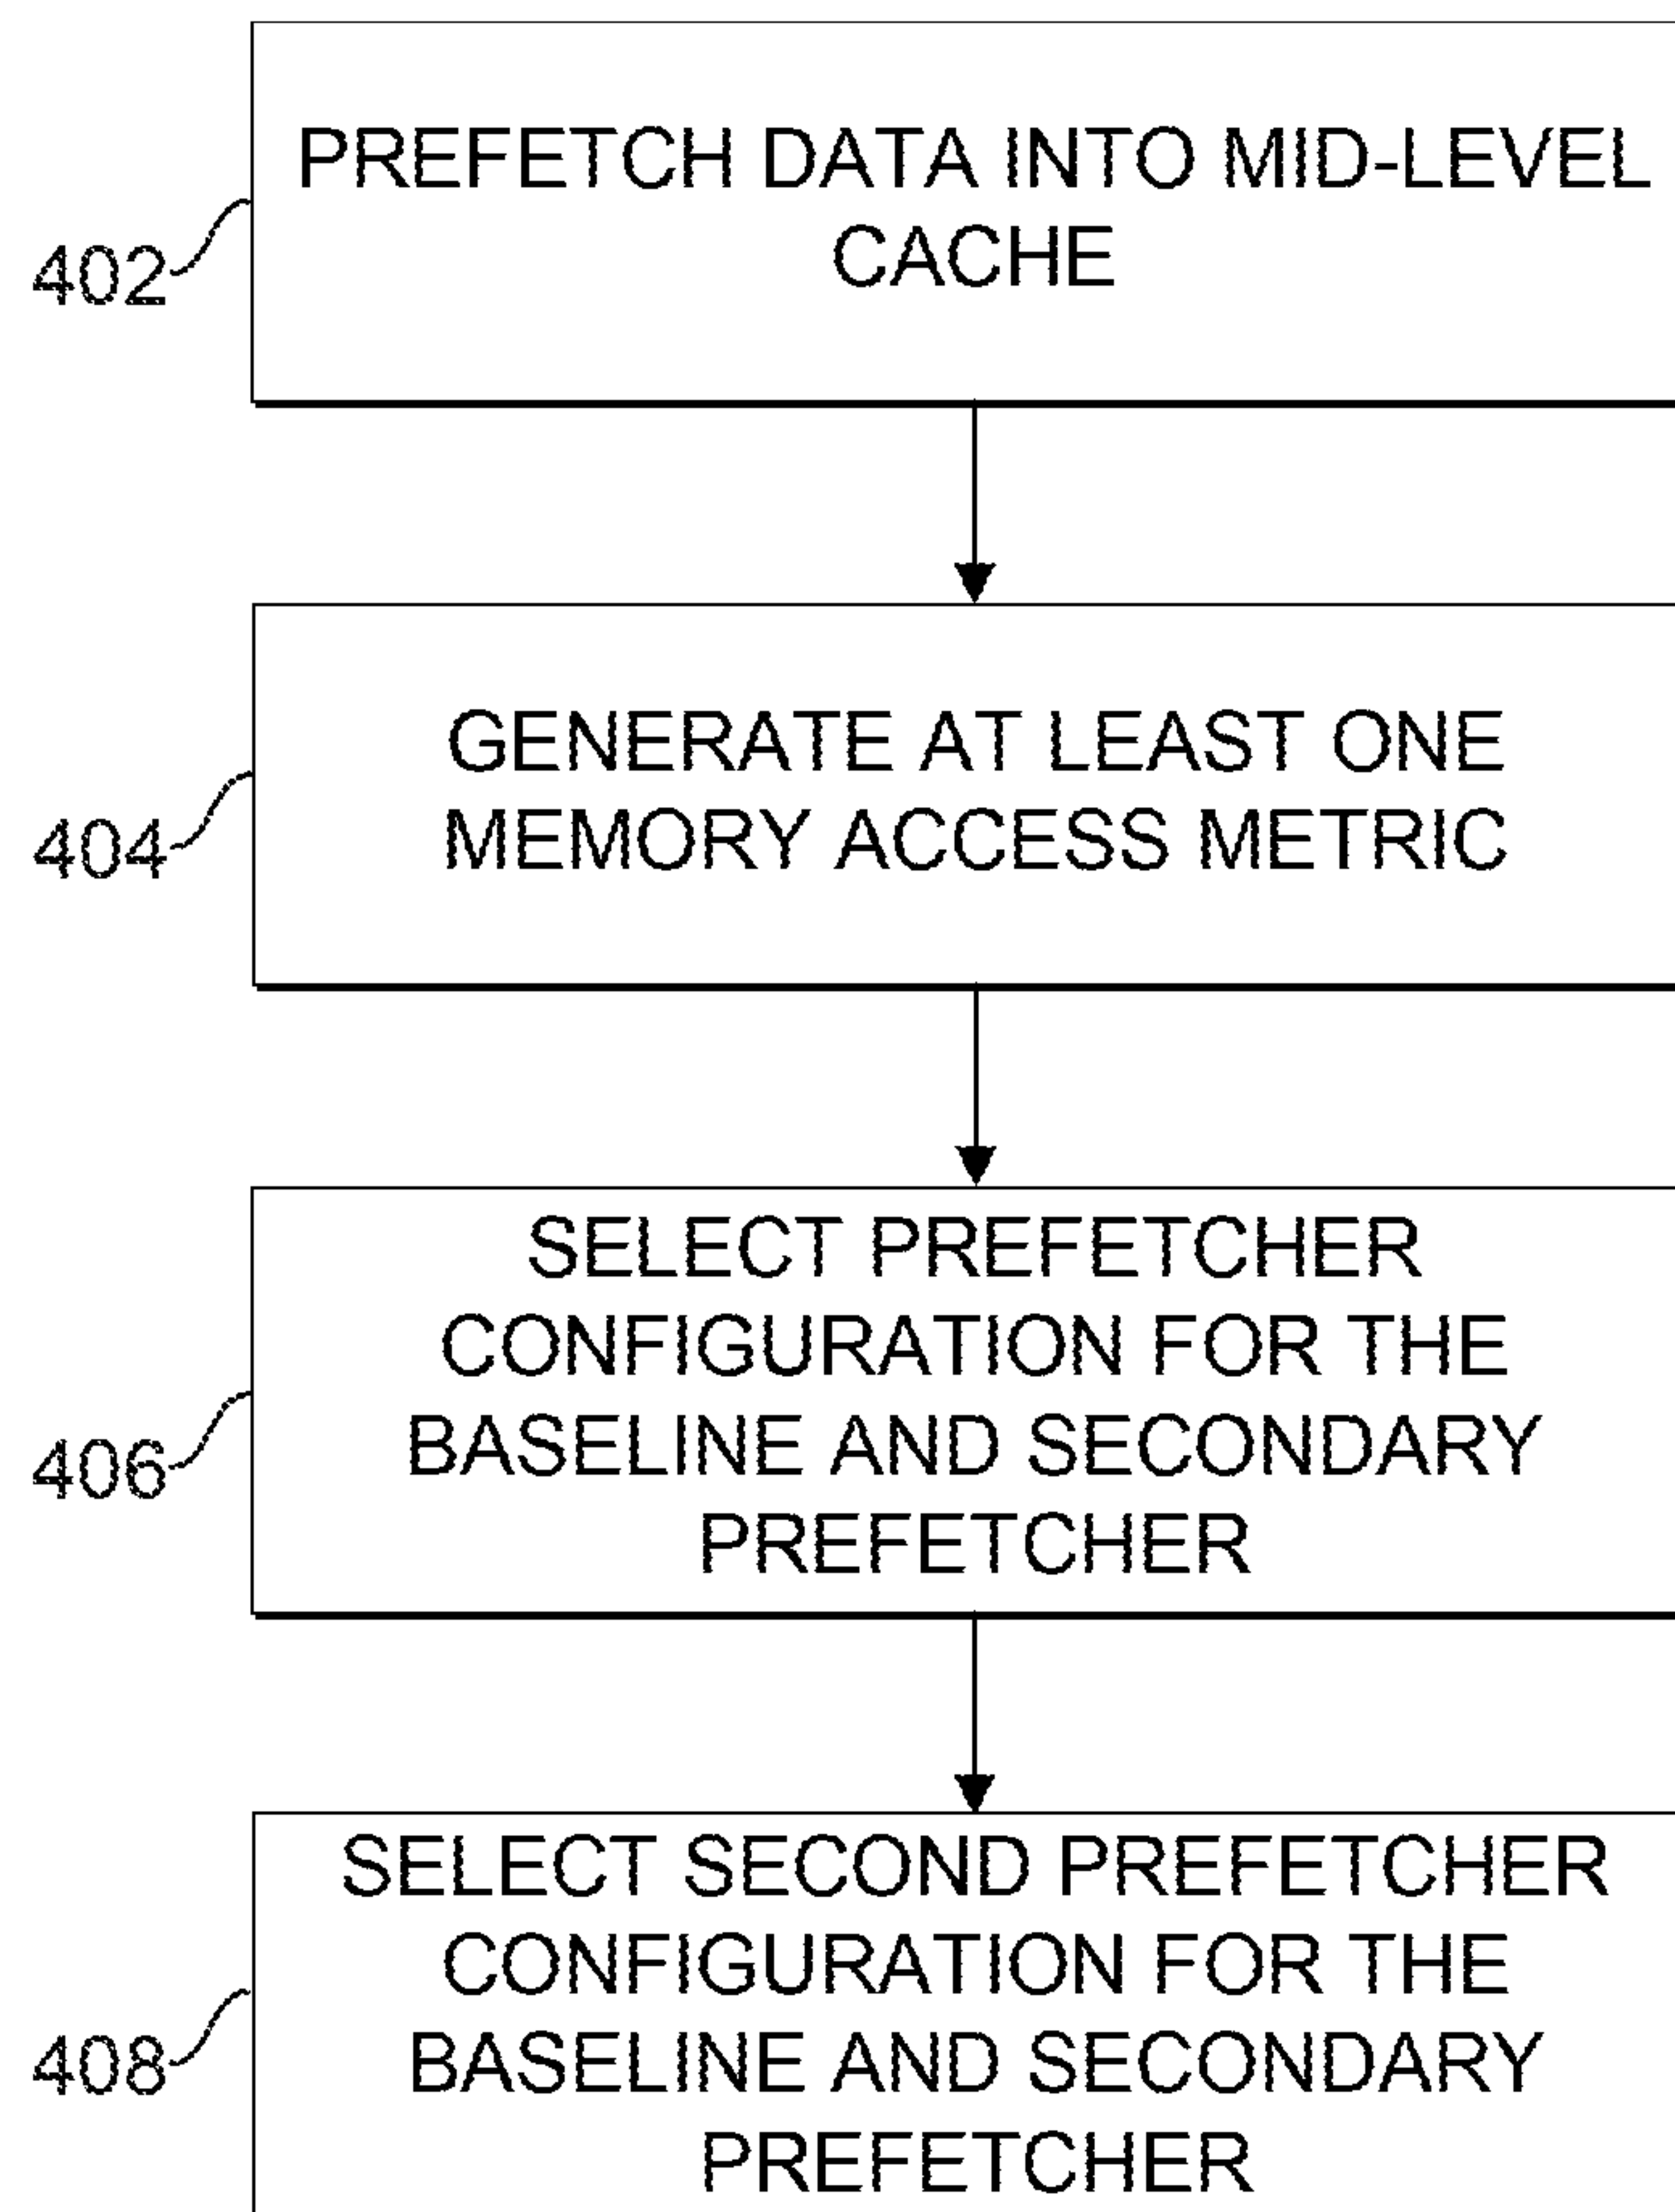 PREFETCH DATA INTO MID-LEVEL
CACHE
402
GENERATE AT LEAST ONE
MEMORY ACCESS METRIC
404
SELECT PREFETCHER
CONFIGURATION FOR THE
BASELINE AND SECONDARY
PREFETCHER
406
SELECT SECOND PREFETCHER
CONFIGURATION FOR THE
BASELINE AND SECONDARY
PREFETCHER
408